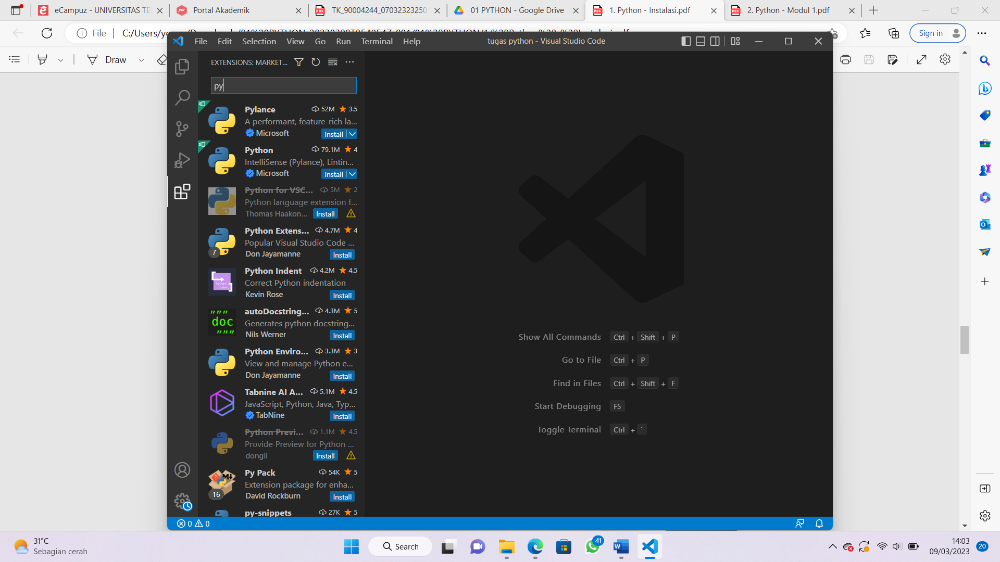 eCampuz - UNIVERSITAS TE
Portal Akademik
TK_90004244_07032323250
01 PYTHON - Google Drive
1. Python - Instalasi.pdf
2. Python - Modul 1.pdf
File
Sign in
Draw
File Edit Selection View Go Run Terminal Help
tugas python - Visual Studio Code
EXTENSIONS: MARKET...
py
Pylance 52M 3.5
A performant, feature-rich la...
Microsoft Install
Python 79.1M 4
IntelliSense (Pylance), Lintin...
Microsoft Install
Python for VSC... 5M 2
Python language extension f...
Thomas Haakon... Install
Python Extens... 4.7M 4
Popular Visual Studio Code ...
7
Don Jayamanne Install
Python Indent 4.2M 4.5
Correct Python indentation
Kevin Rose Install
autoDocstring... 4.3M 5
""" doc """
Generates python docstring...
Nils Werner Install
Python Enviro... 3.3M 3
View and manage Python e...
Don Jayamanne Install
Tabnine AI A... 5.1M 4.5
JavaScript, Python, Java, Typ...
TabNine Install
Python Previ... 1.1M 4.5
Provide Preview for Python ...
dongli Install
Py Pack 54K 5
Extension package for enha...
16
David Rockburn Install
py-snippets 27K 5
Show All Commands Ctrl + Shift + P
Go to File Ctrl + P
Find in Files Ctrl + Shift + F
Start Debugging F5
Toggle Terminal Ctrl + `
0 0
31°C
Sebagian cerah
Search
41
14:03
09/03/2023
20